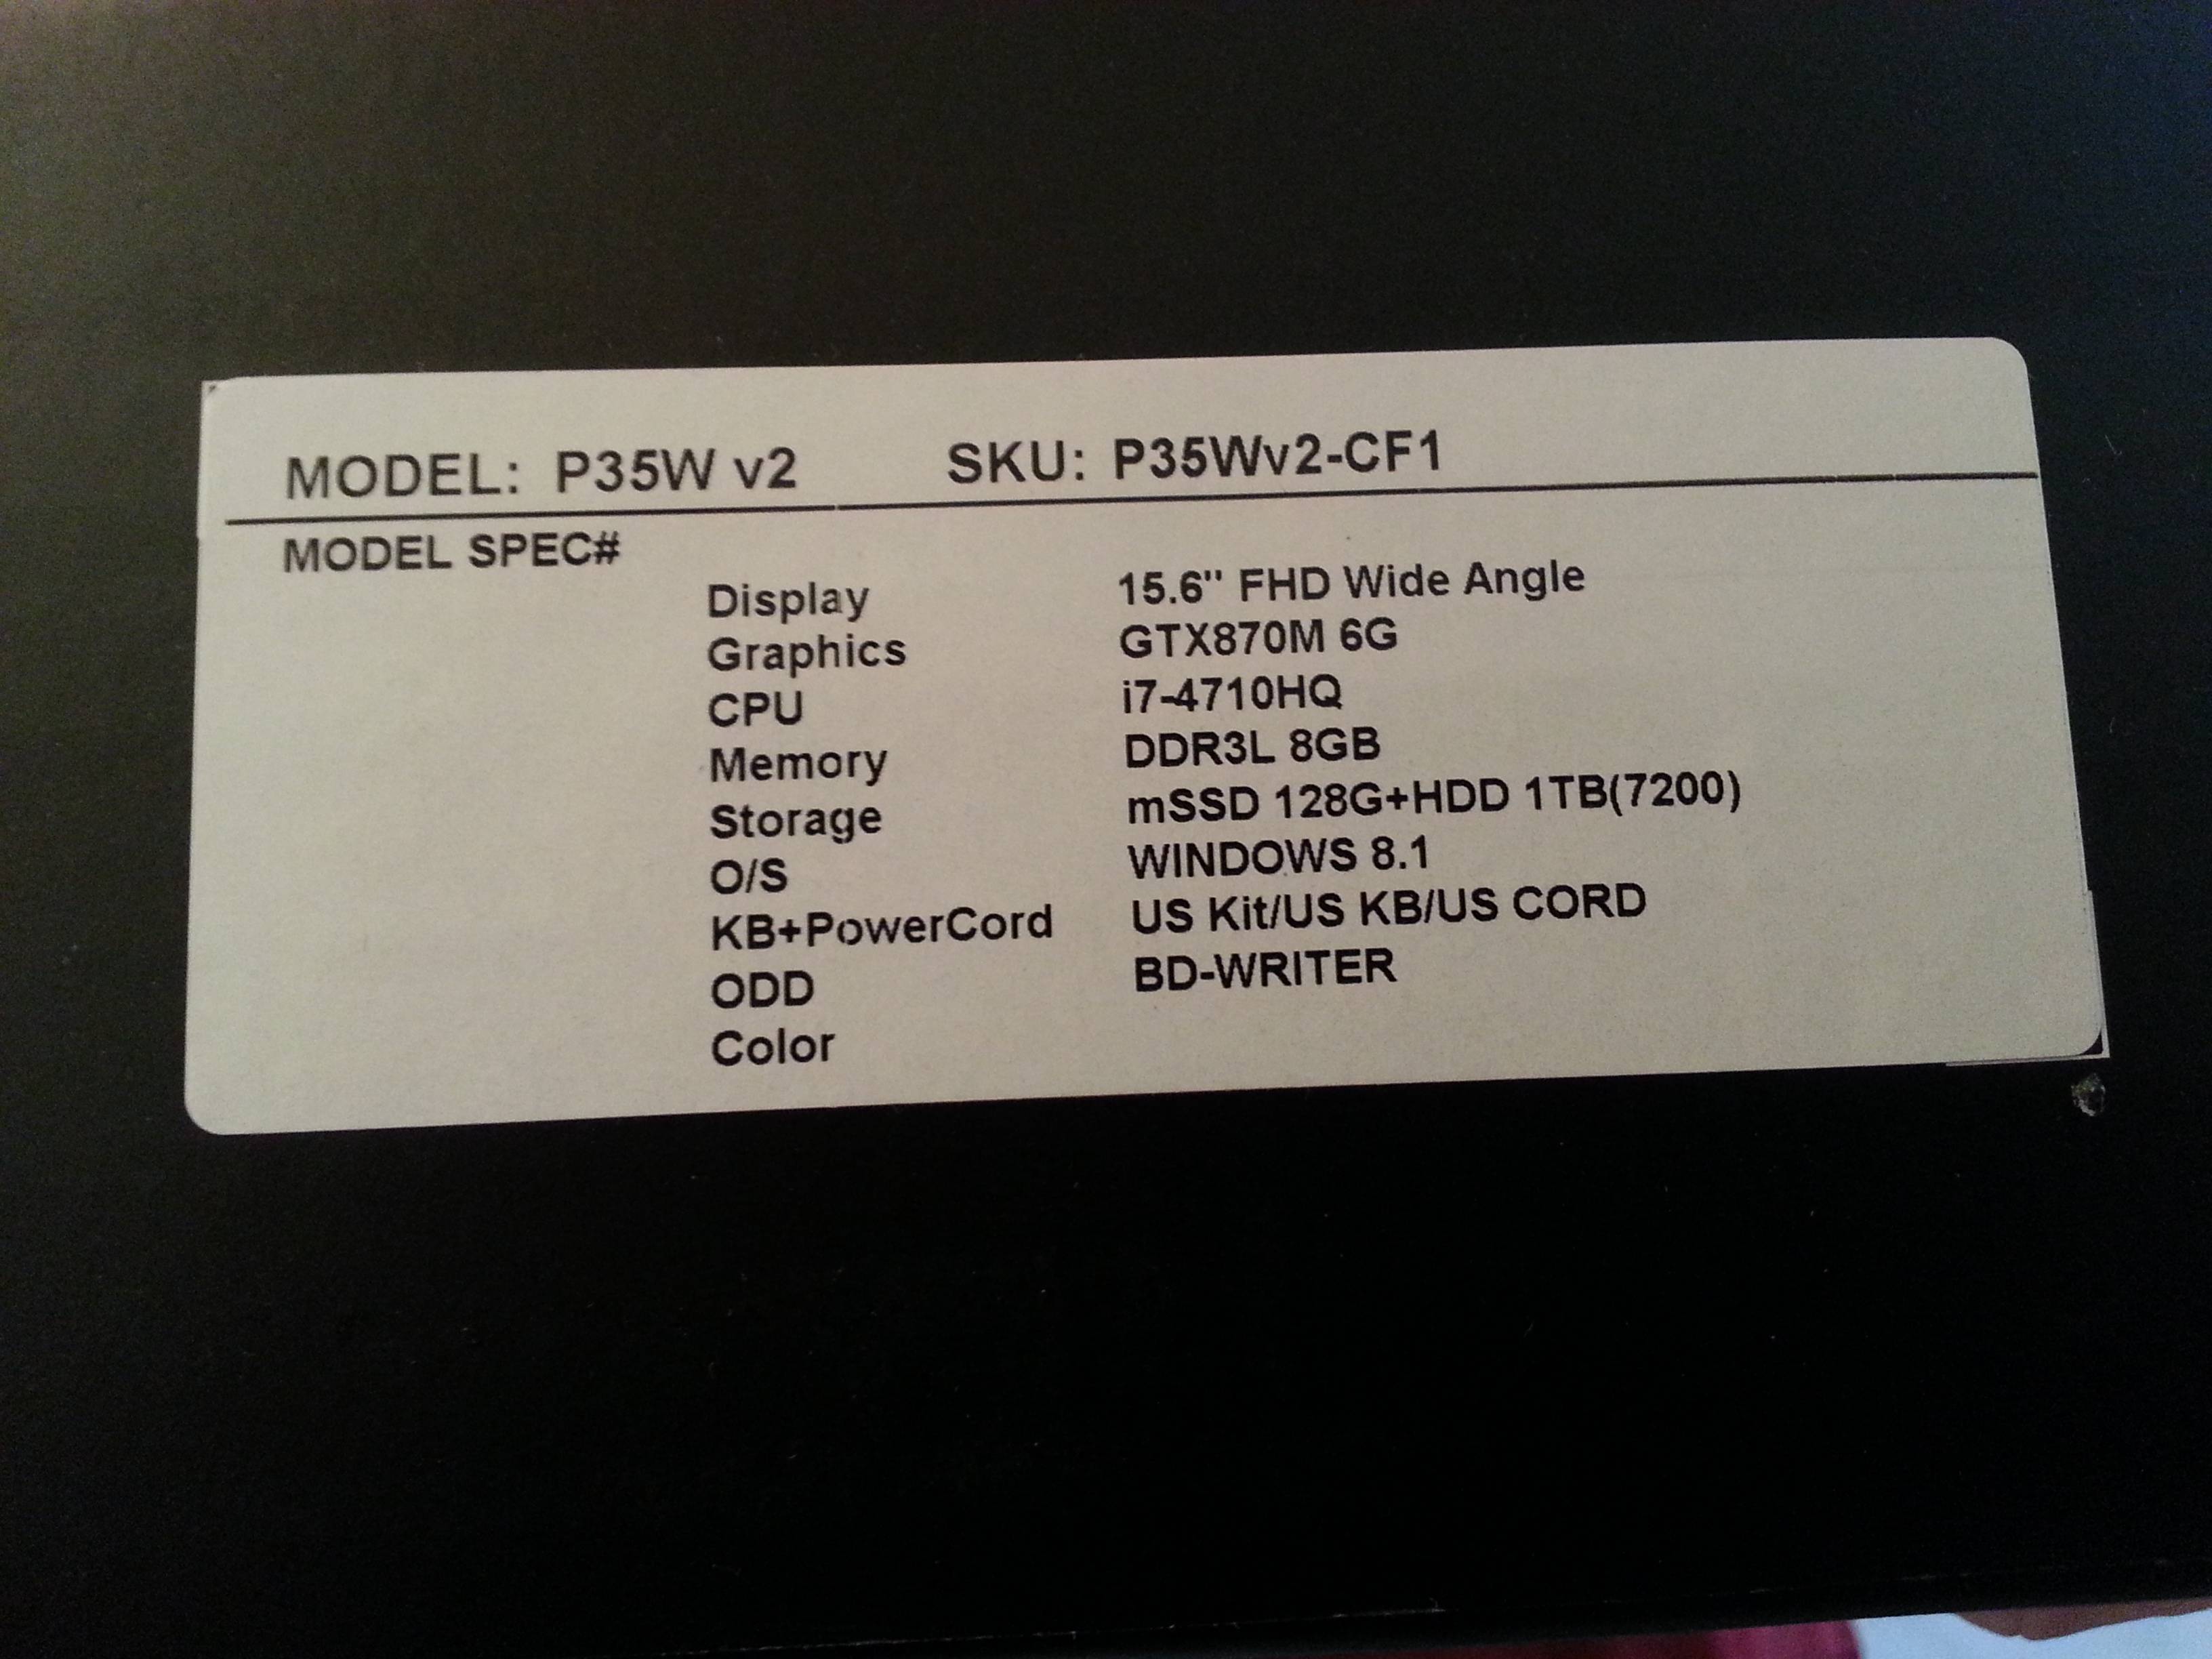 MODEL: P35W v2 SKU: P35Wv2-CF1
MODEL SPEC#
Display 15.6" FHD Wide Angle
Graphics GTX870M 6G
CPU i7-4710HQ
Memory DDR3L 8GB
Storage mSSD 128G+HDD 1TB(7200)
O/S WINDOWS 8.1
KB+PowerCord US Kit/US KB/US CORD
ODD BD-WRITER
Color